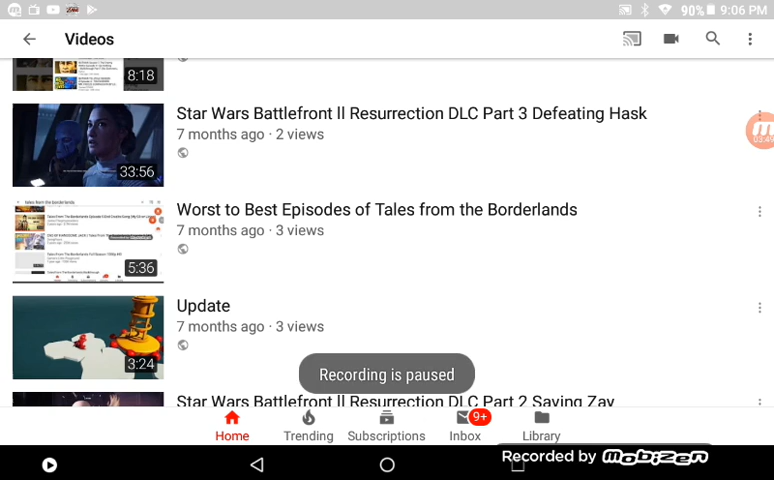 90% 9:06 PM
Videos
8:18
Star Wars Battlefront ll Resurrection DLC Part 3 Defeating Hask
7 months ago · 2 views
33:56
03:49
Worst to Best Episodes of Tales from the Borderlands
7 months ago · 3 views
5:36
Update
7 months ago · 3 views
3:24
Recording is paused
Star Wars Battlefront ll Resurrection DLC Part 2 Saving Zay
9+
Home Trending Subscriptions Inbox Library
Recorded by mobizen